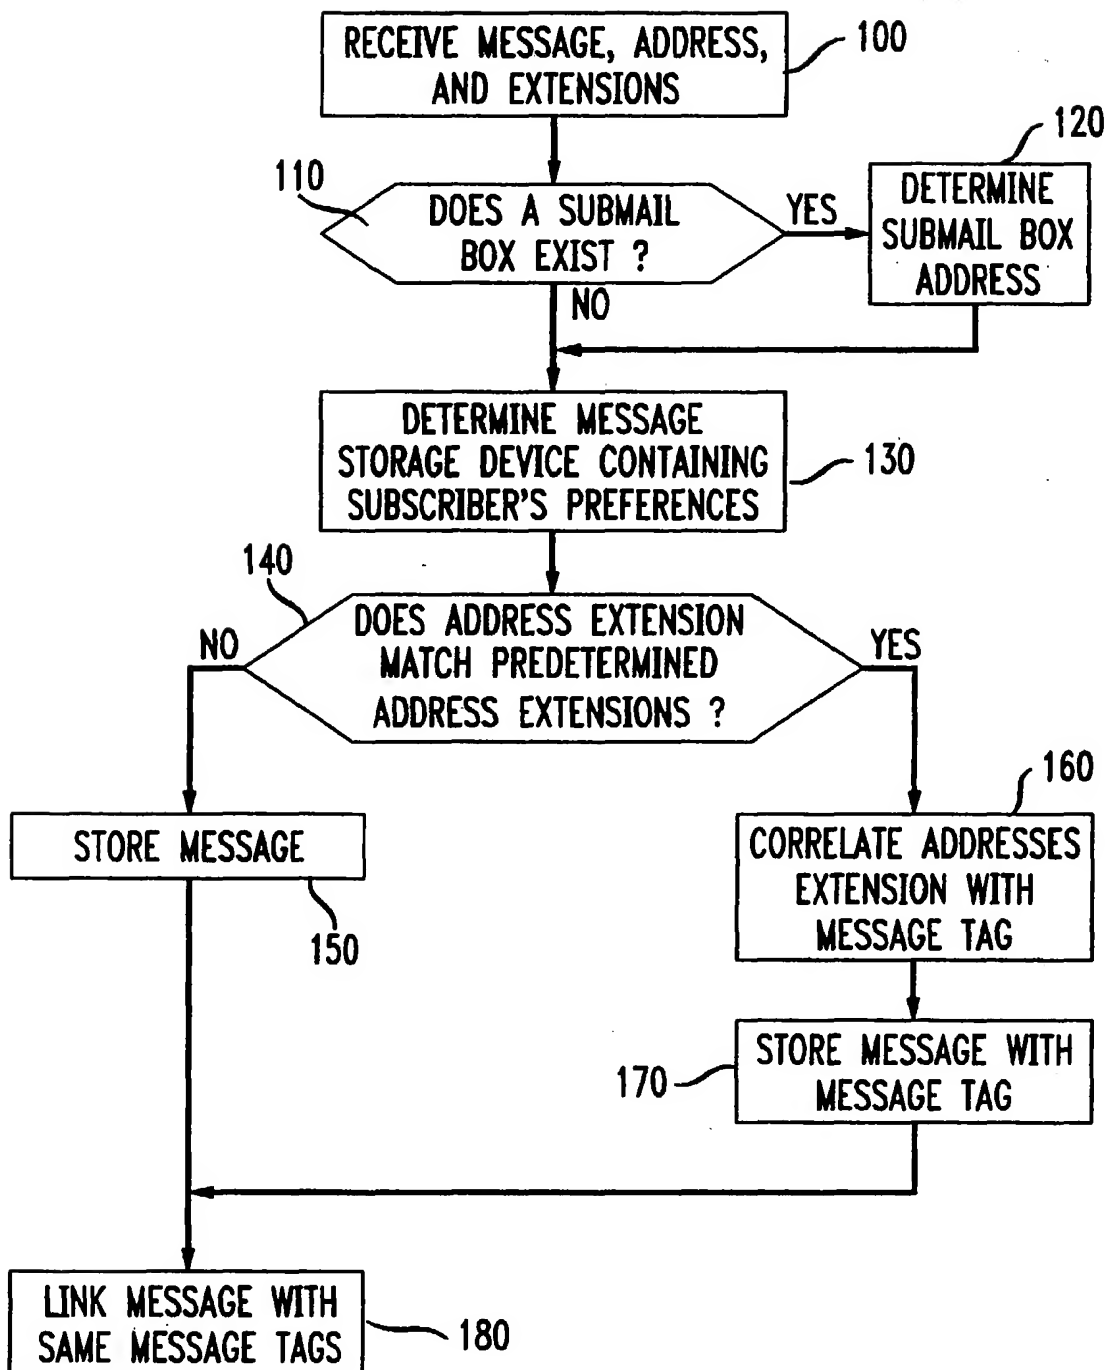 RECEIVE MESSAGE, ADDRESS,
AND EXTENSIONS
100
110
DOES A SUBMAIL
BOX EXIST ?
YES
120
DETERMINE
SUBMAIL BOX
ADDRESS
NO
DETERMINE MESSAGE
STORAGE DEVICE CONTAINING
SUBSCRIBER'S PREFERENCES
130
140
NO
DOES ADDRESS EXTENSION
MATCH PREDETERMINED
ADDRESS EXTENSIONS ?
YES
STORE MESSAGE
150
160
CORRELATE ADDRESSES
EXTENSION WITH
MESSAGE TAG
170
STORE MESSAGE WITH
MESSAGE TAG
LINK MESSAGE WITH
SAME MESSAGE TAGS
180